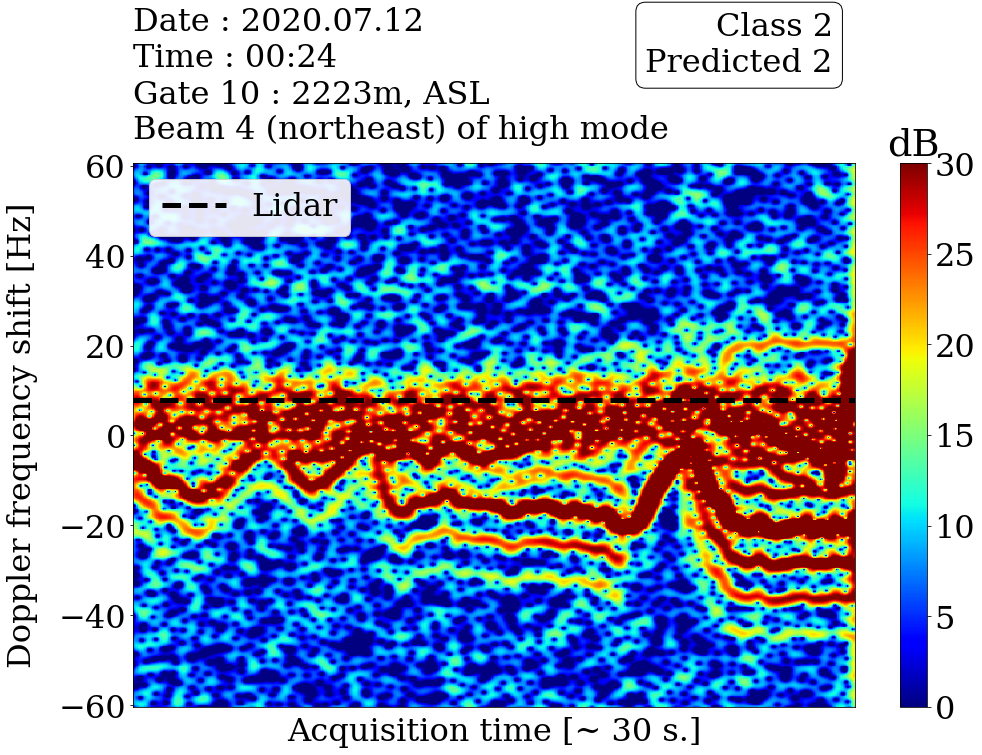 Date : 2020.07.12
Time : 00:24
Gate 10 : 2223m, ASL
Beam 4 (northeast) of high mode
Class 2
Predicted 2
dB
60
40
20
0
−20
−40
−60
Doppler frequency shift [Hz]
Lidar
30
25
20
15
10
5
0
Acquisition time [~ 30 s.]